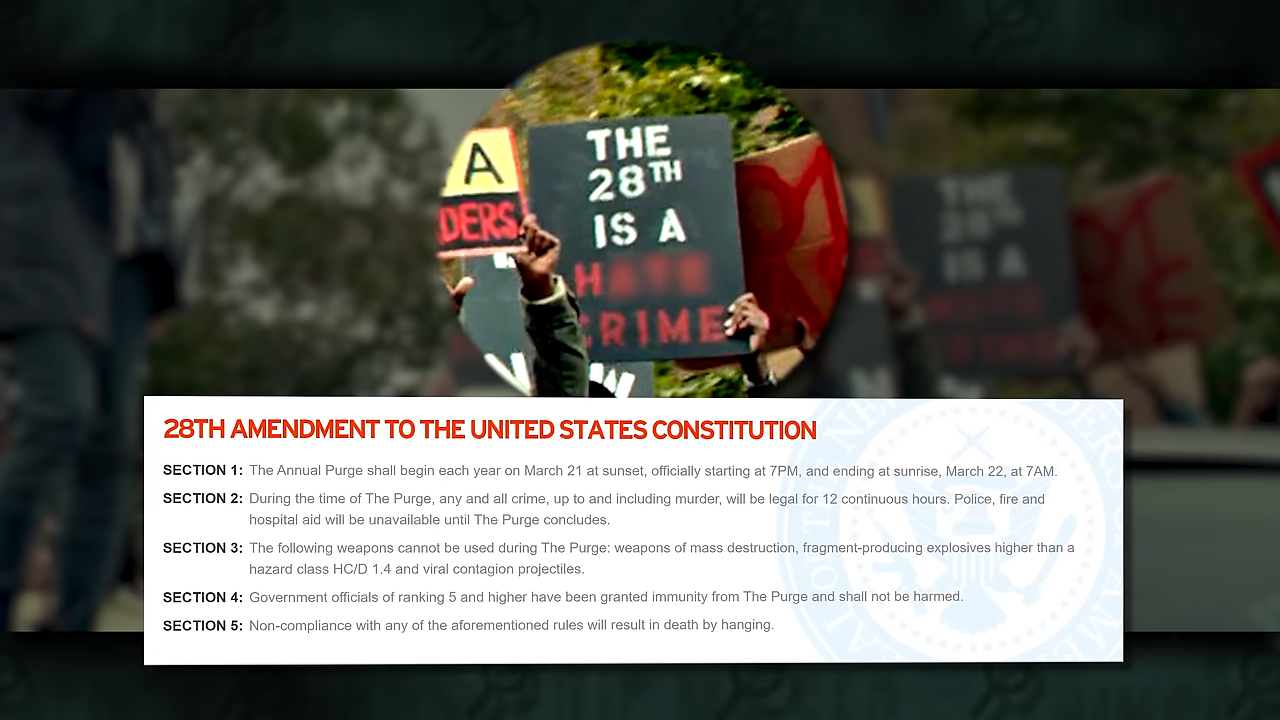 A
DERS
THE
28TH
IS A
HATE
CRIME
THE
28TH
IS A
28TH AMENDMENT TO THE UNITED STATES CONSTITUTION
SECTION 1: The Annual Purge shall begin each year on March 21 at sunset, officially starting at 7PM, and ending at sunrise, March 22, at 7AM.
SECTION 2: During the time of The Purge, any and all crime, up to and including murder, will be legal for 12 continuous hours. Police, fire and
hospital aid will be unavailable until The Purge concludes.
SECTION 3: The following weapons cannot be used during The Purge: weapons of mass destruction, fragment-producing explosives higher than a
hazard class HC/D 1.4 and viral contagion projectiles.
SECTION 4: Government officials of ranking 5 and higher have been granted immunity from The Purge and shall not be harmed.
SECTION 5: Non-compliance with any of the aforementioned rules will result in death by hanging.